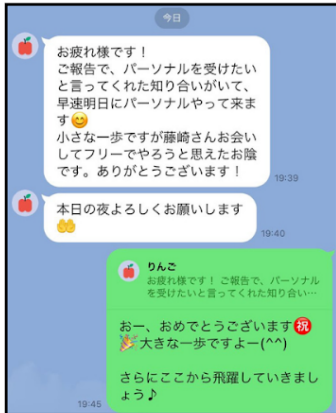 今日
お疲れ様です！
ご報告で、パーソナルを受けたい
と言ってくれた知り合いがいて、
早速明日にパーソナルやって来ま
す😊
小さな一歩ですが藤崎さんお会い
してフリーでやろうと思えたお陰
です。ありがとうございます！
19:39
本日の夜よろしくお願いします
🤲
19:40
りんご
お疲れ様です！ ご報告で、パーソナル
を受けたいと言ってくれた知り合い…
おー、おめでとうございます㊗️
🎉大きな一歩ですよー(^^)
さらにここから飛躍していきまし
ょう♪
19:45